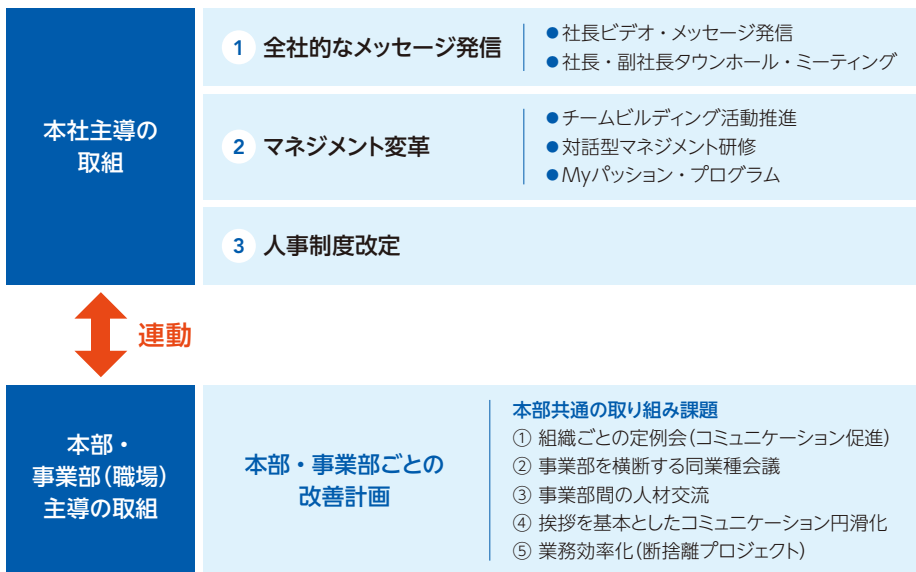 本社主導の
取組
1 全社的なメッセージ発信
●社長ビデオ・メッセージ発信
●社長・副社長タウンホール・ミーティング
2 マネジメント変革
●チームビルディング活動推進
●対話型マネジメント研修
●Myパッション・プログラム
3 人事制度改定
連動
本部・
事業部(職場)
主導の取組
本部・事業部ごとの
改善計画
本部共通の取り組み課題
① 組織ごとの定例会(コミュニケーション促進)
② 事業部を横断する同業種会議
③ 事業部間の人材交流
④ 挨拶を基本としたコミュニケーション円滑化
⑤ 業務効率化(断捨離プロジェクト)